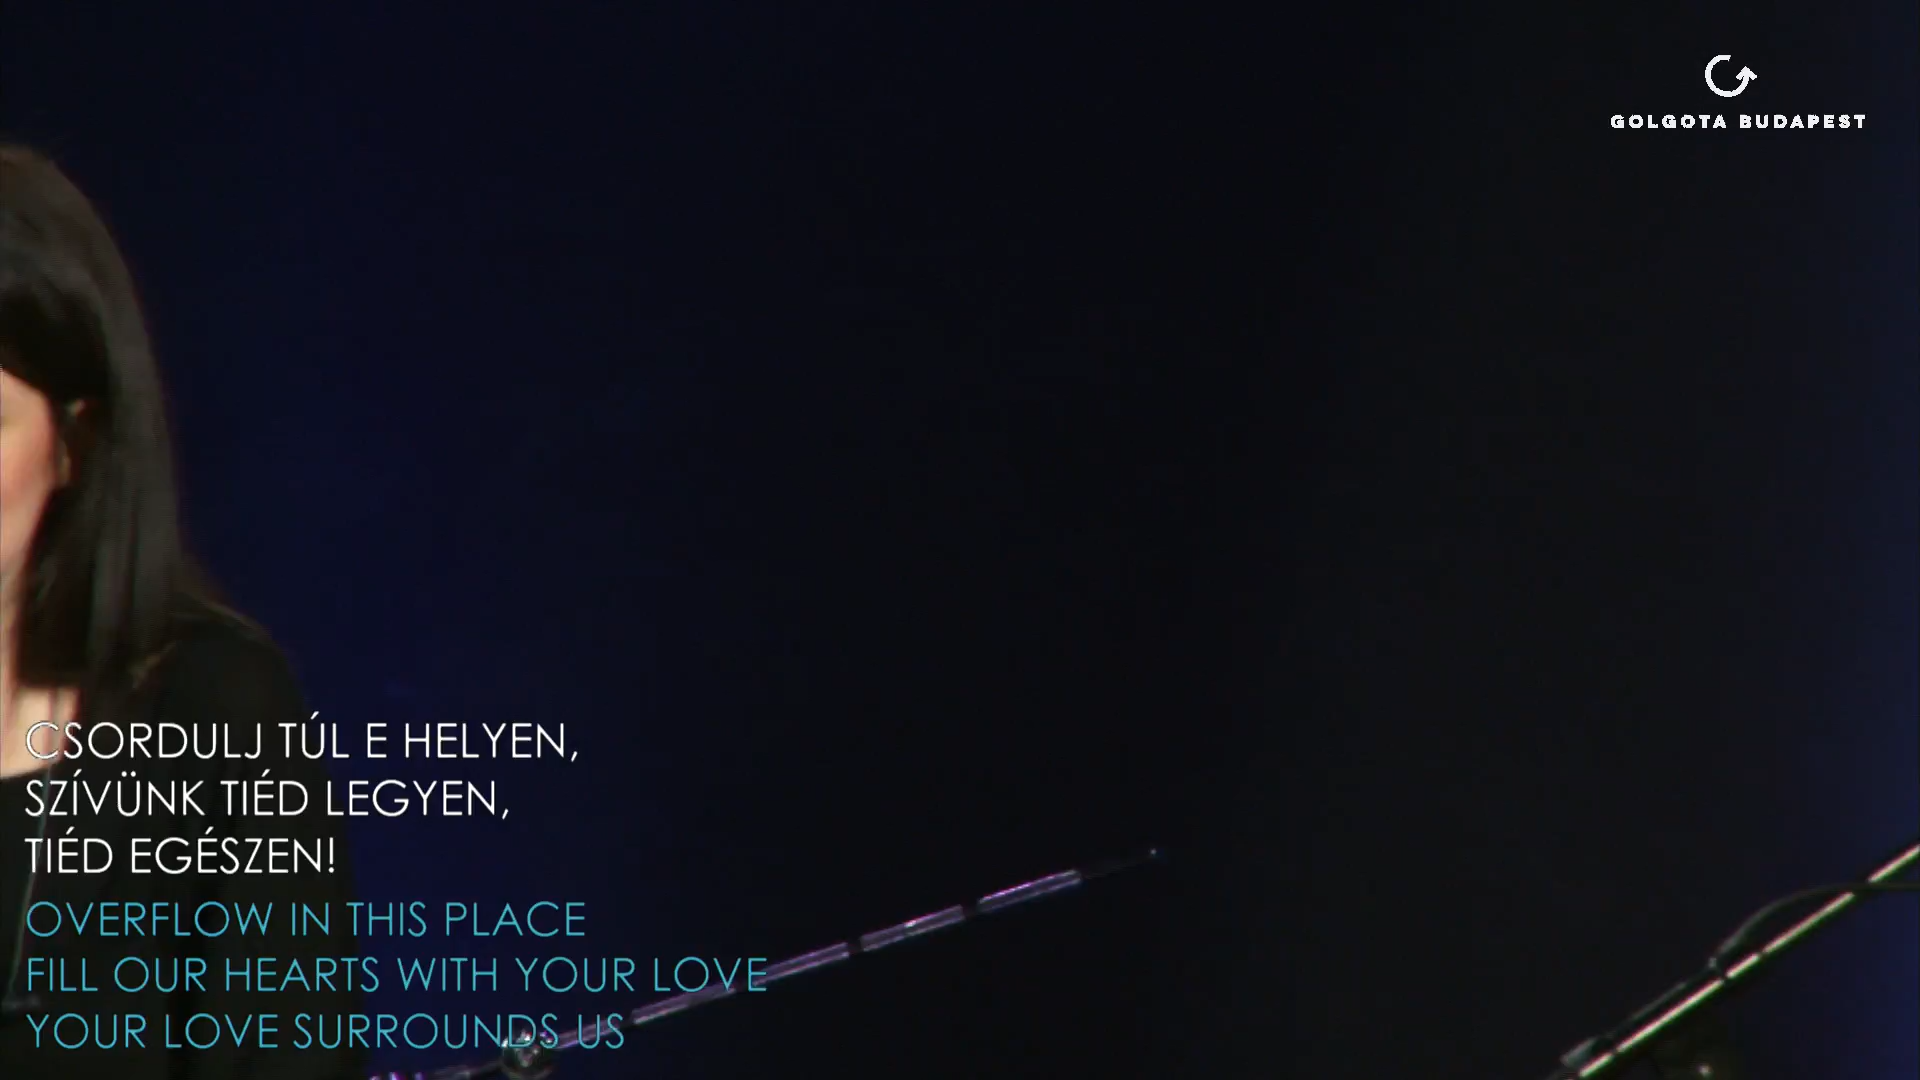 GOLGOTA BUDAPEST
CSORDULJ TÚL E HELYEN,
SZÍVÜNK TIÉD LEGYEN,
TIÉD EGÉSZEN!
OVERFLOW IN THIS PLACE
FILL OUR HEARTS WITH YOUR LOVE
YOUR LOVE SURROUNDS US